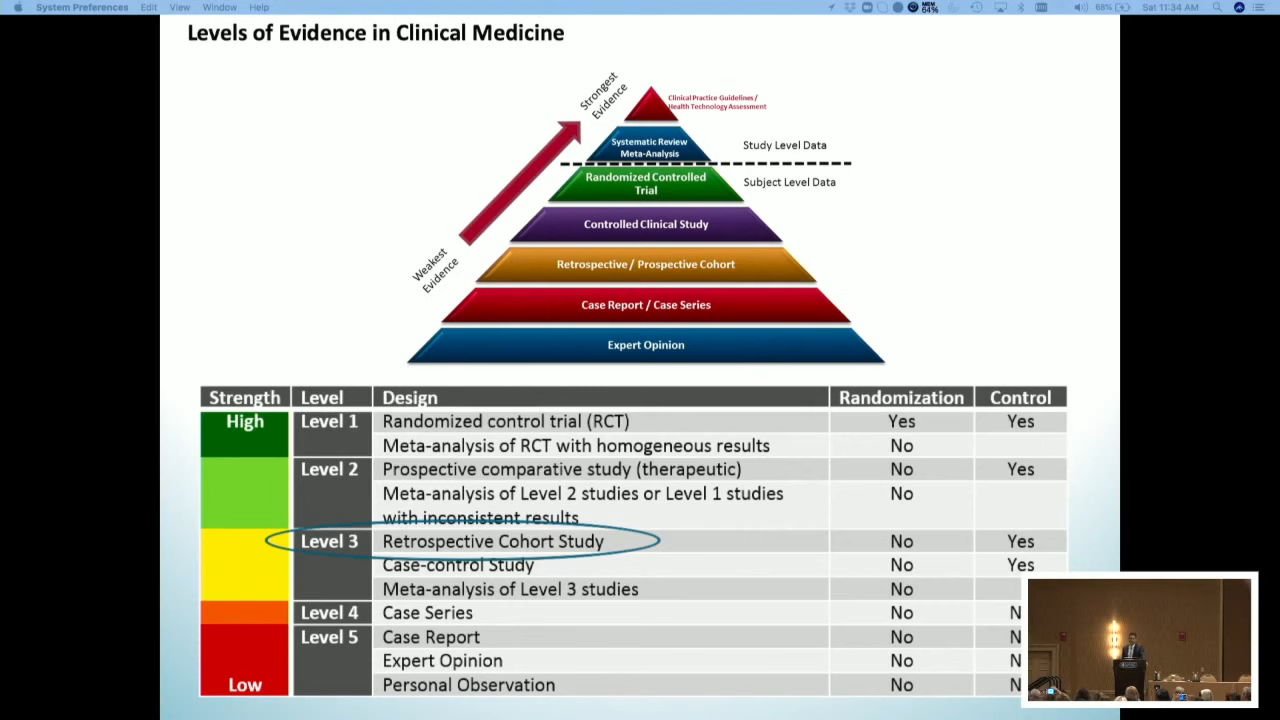 System Preferences Edit View Window Help
MEM
64%
68%
Sat 11:34 AM
Levels of Evidence in Clinical Medicine
Strongest
Evidence
Weakest
Evidence
Clinical Practice Guidelines /
Health Technology Assessment
Systematic Review
Meta-Analysis
Study Level Data
Randomized Controlled
Trial
Subject Level Data
Controlled Clinical Study
Retrospective / Prospective Cohort
Case Report / Case Series
Expert Opinion
Strength Level Design Randomization Control
High Level 1 Randomized control trial (RCT) Yes Yes
Meta-analysis of RCT with homogeneous results No
Level 2 Prospective comparative study (therapeutic) No Yes
Meta-analysis of Level 2 studies or Level 1 studies No
with inconsistent results
Level 3 Retrospective Cohort Study No Yes
Case-control Study No Yes
Meta-analysis of Level 3 studies No
Level 4 Case Series No N
Level 5 Case Report No N
Expert Opinion No N
Low Personal Observation No N